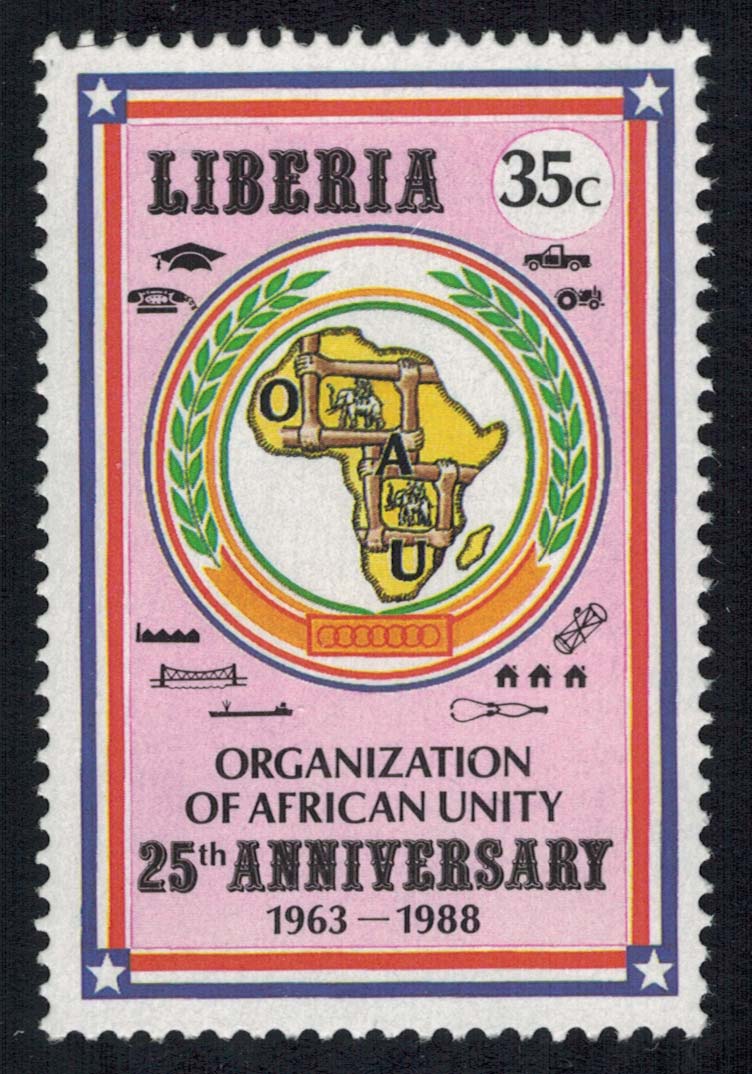 LIBERIA
35c
O
A
U
ORGANIZATION
OF AFRICAN UNITY
25th ANNIVERSARY
1963 — 1988